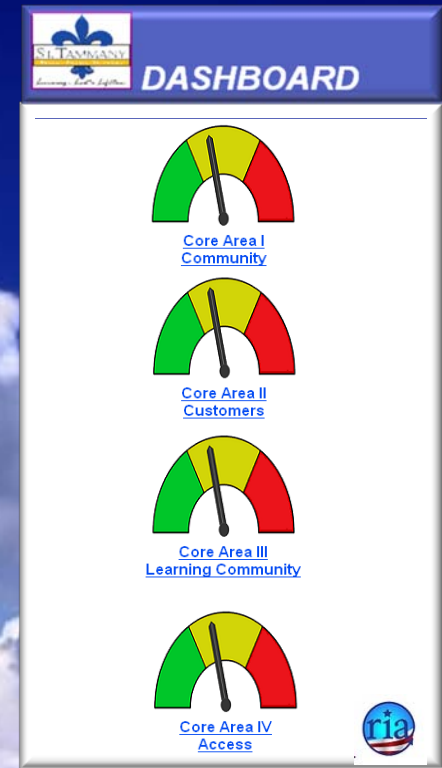 ST. TAMMANY
DASHBOARD
Core Area I
Community
Core Area II
Customers
Core Area III
Learning Community
Core Area IV
Access
ria